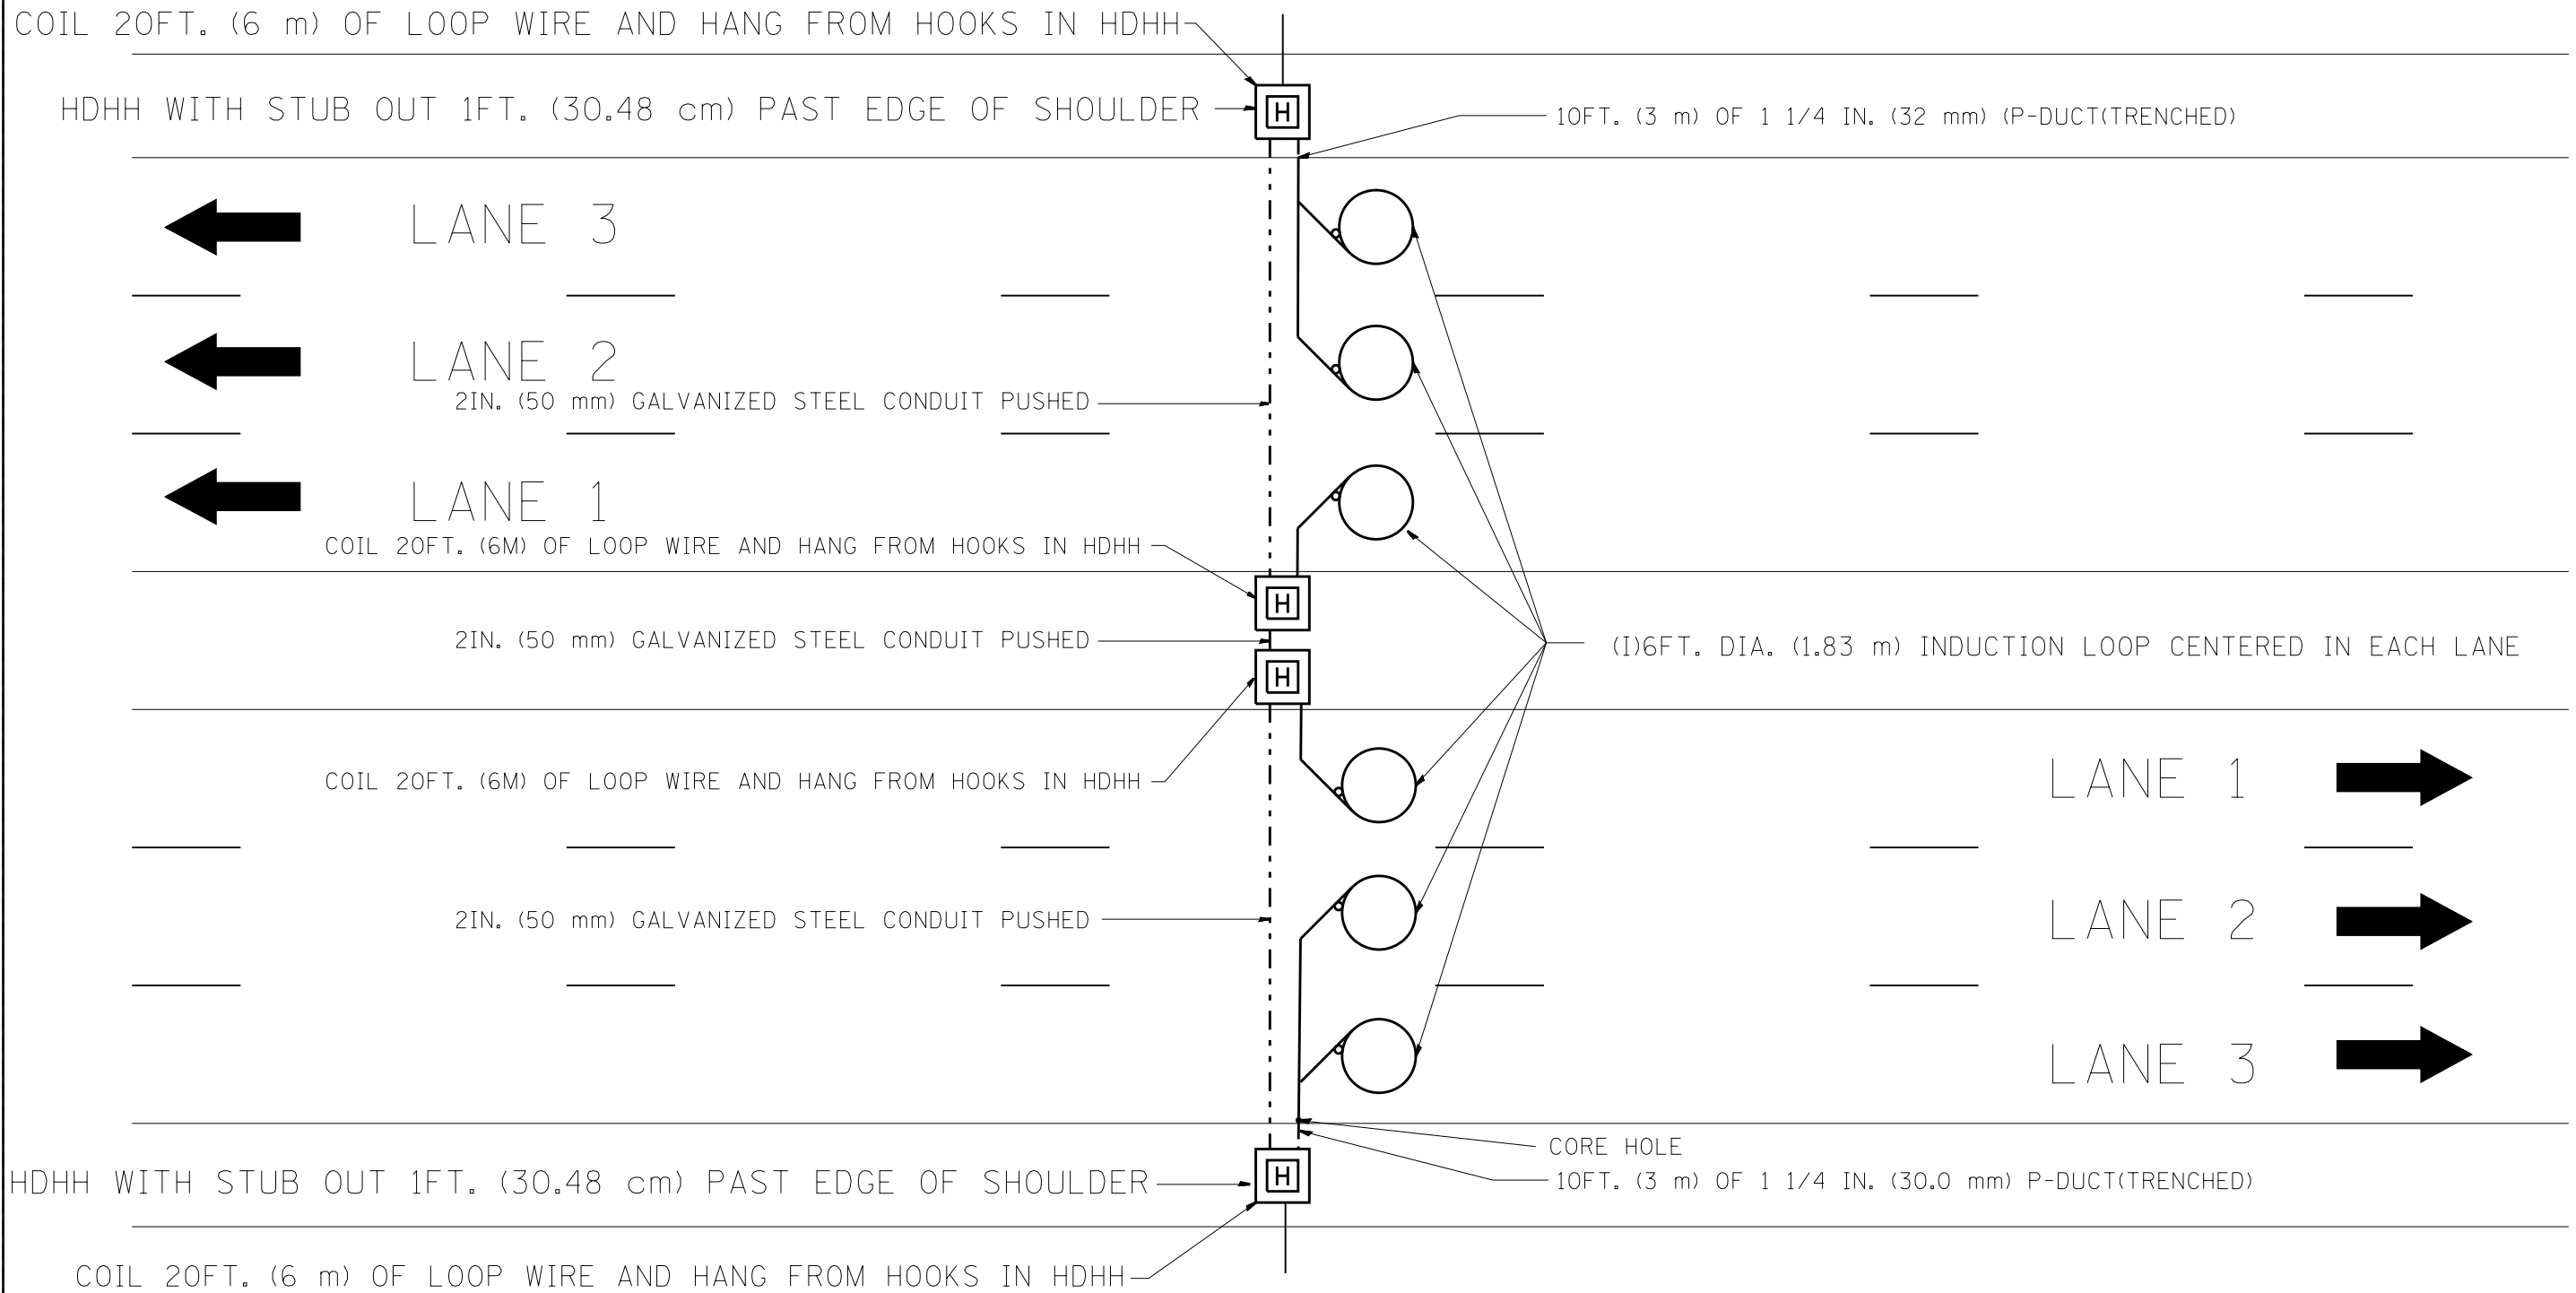 COIL 20FT. (6 m) OF LOOP WIRE AND HANG FROM HOOKS IN HDHH
HDHH WITH STUB OUT 1FT. (30.48 cm) PAST EDGE OF SHOULDER
H
10FT. (3 m) OF 1 1/4 IN. (32 mm) (P-DUCT(TRENCHED)
LANE 3
LANE 2
2IN. (50 mm) GALVANIZED STEEL CONDUIT PUSHED
LANE 1
COIL 20FT. (6M) OF LOOP WIRE AND HANG FROM HOOKS IN HDHH
H
2IN. (50 mm) GALVANIZED STEEL CONDUIT PUSHED
(1)6FT. DIA. (1.83 m) INDUCTION LOOP CENTERED IN EACH LANE
H
COIL 20FT. (6M) OF LOOP WIRE AND HANG FROM HOOKS IN HDHH
LANE 1
2IN. (50 mm) GALVANIZED STEEL CONDUIT PUSHED
LANE 2
LANE 3
CORE HOLE
HDHH WITH STUB OUT 1FT. (30.48 cm) PAST EDGE OF SHOULDER
H
10FT. (3 m) OF 1 1/4 IN. (30.0 mm) P-DUCT(TRENCHED)
COIL 20FT. (6 m) OF LOOP WIRE AND HANG FROM HOOKS IN HDHH